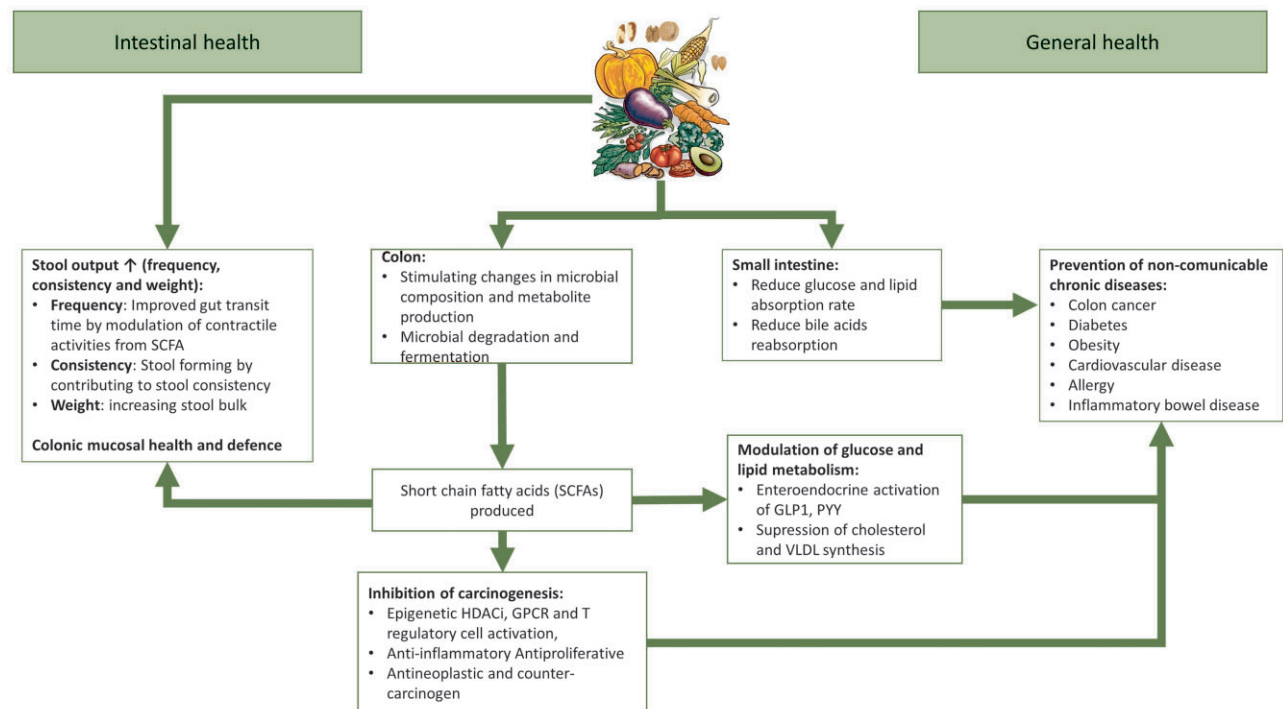 Intestinal health
General health
Stool output ↑ (frequency,
consistency and weight):
• Frequency: Improved gut transit
time by modulation of contractile
activities from SCFA
• Consistency: Stool forming by
contributing to stool consistency
• Weight: increasing stool bulk
Colonic mucosal health and defence
Colon:
• Stimulating changes in microbial
composition and metabolite
production
• Microbial degradation and
fermentation
Small intestine:
• Reduce glucose and lipid
absorption rate
• Reduce bile acids
reabsorption
Prevention of non-comunicable
chronic diseases:
• Colon cancer
• Diabetes
• Obesity
• Cardiovascular disease
• Allergy
• Inflammatory bowel disease
Short chain fatty acids (SCFAs)
produced
Modulation of glucose and
lipid metabolism:
• Enteroendocrine activation
of GLP1, PYY
• Supression of cholesterol
and VLDL synthesis
Inhibition of carcinogenesis:
• Epigenetic HDACi, GPCR and T
regulatory cell activation,
• Anti-inflammatory Antiproliferative
• Antineoplastic and counter-
carcinogen